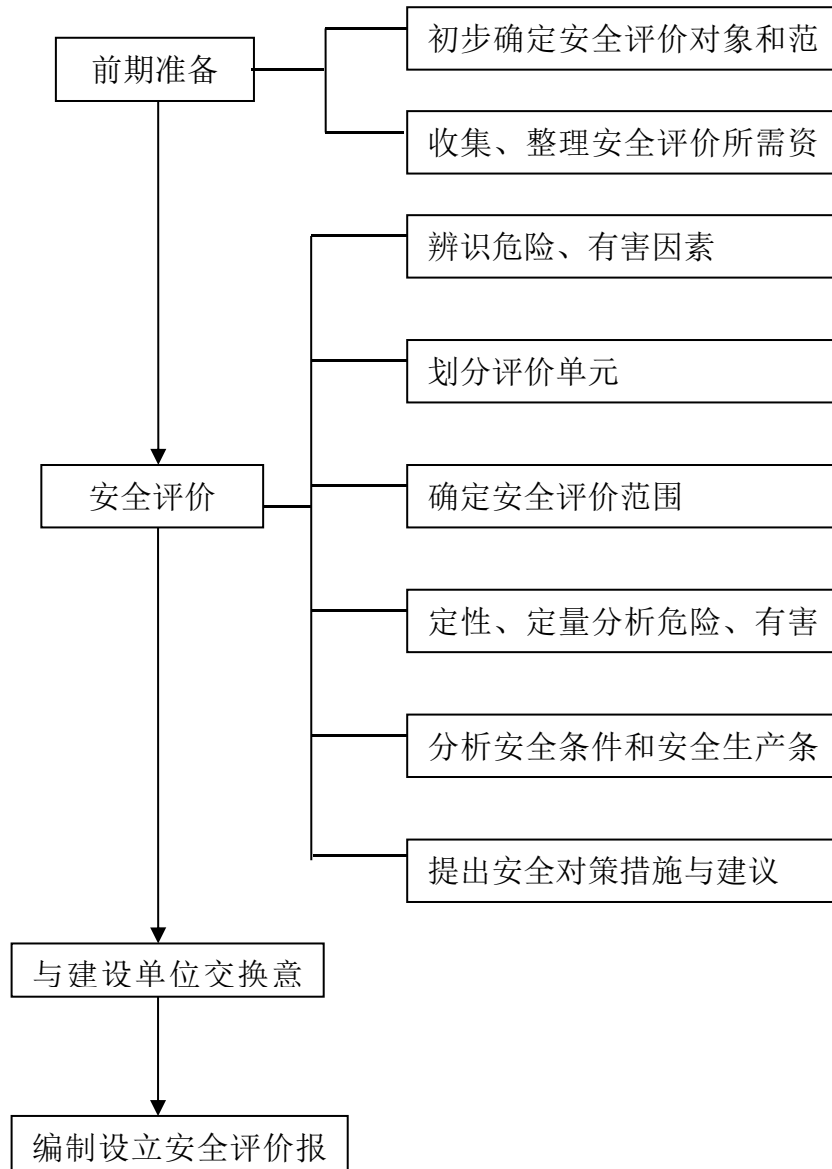 前期准备
初步确定安全评价对象和范
收集、整理安全评价所需资
辨识危险、有害因素
划分评价单元
安全评价
确定安全评价范围
定性、定量分析危险、有害
分析安全条件和安全生产条
提出安全对策措施与建议
与建设单位交换意
编制设立安全评价报